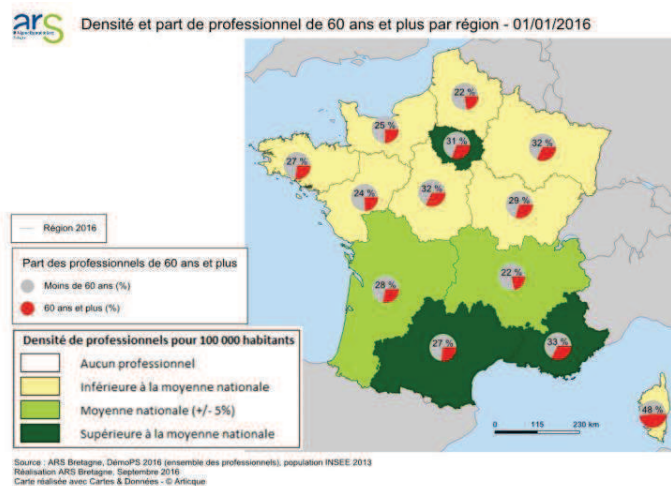 ars
Densité et part de professionnel de 60 ans et plus par région - 01/01/2016
22 %
25 %
31 %
32 %
27 %
24 %
32 %
29 %
28 %
22 %
27 %
33 %
48 %
Région 2016
Part des professionnels de 60 ans et plus
Moins de 60 ans (%)
60 ans et plus (%)
Densité de professionnels pour 100 000 habitants
Aucun professionnel
Inférieure à la moyenne nationale
Moyenne nationale (+/- 5%)
Supérieure à la moyenne nationale
0 115 230 km
Source : ARS Bretagne, DémoPS 2016 (ensemble des professionnels), population INSEE 2013
Réalisation ARS Bretagne, Septembre 2016
Carte réalisée avec Cartes & Données - © Articque